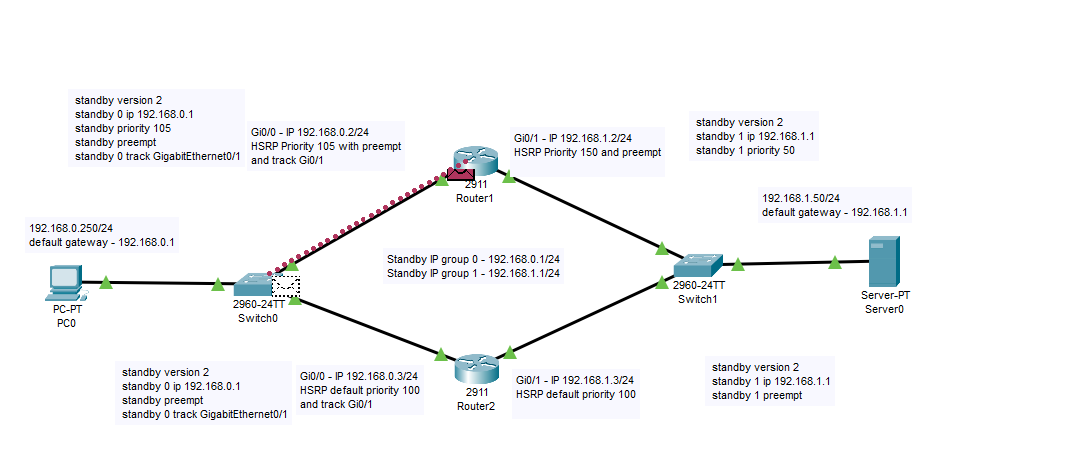 standby version 2
standby 0 ip 192.168.0.1
standby priority 105
standby preempt
standby 0 track GigabitEthernet0/1
Gi0/0 - IP 192.168.0.2/24
HSRP Priority 105 with preempt
and track Gi0/1
Gi0/1 - IP 192.168.1.2/24
HSRP Priority 150 and preempt
standby version 2
standby 1 ip 192.168.1.1
standby 1 priority 50
2911
Router1
192.168.0.250/24
default gateway - 192.168.0.1
192.168.1.50/24
default gateway - 192.168.1.1
PC-PT
PC0
2960-24TT
Switch0
Standby IP group 0 - 192.168.0.1/24
Standby IP group 1 - 192.168.1.1/24
2960-24TT
Switch1
Server-PT
Server0
standby version 2
standby 0 ip 192.168.0.1
standby preempt
standby 0 track GigabitEthernet0/1
Gi0/0 - IP 192.168.0.3/24
HSRP default priority 100
and track Gi0/1
2911
Router2
Gi0/1 - IP 192.168.1.3/24
HSRP default priority 100
standby version 2
standby 1 ip 192.168.1.1
standby 1 preempt